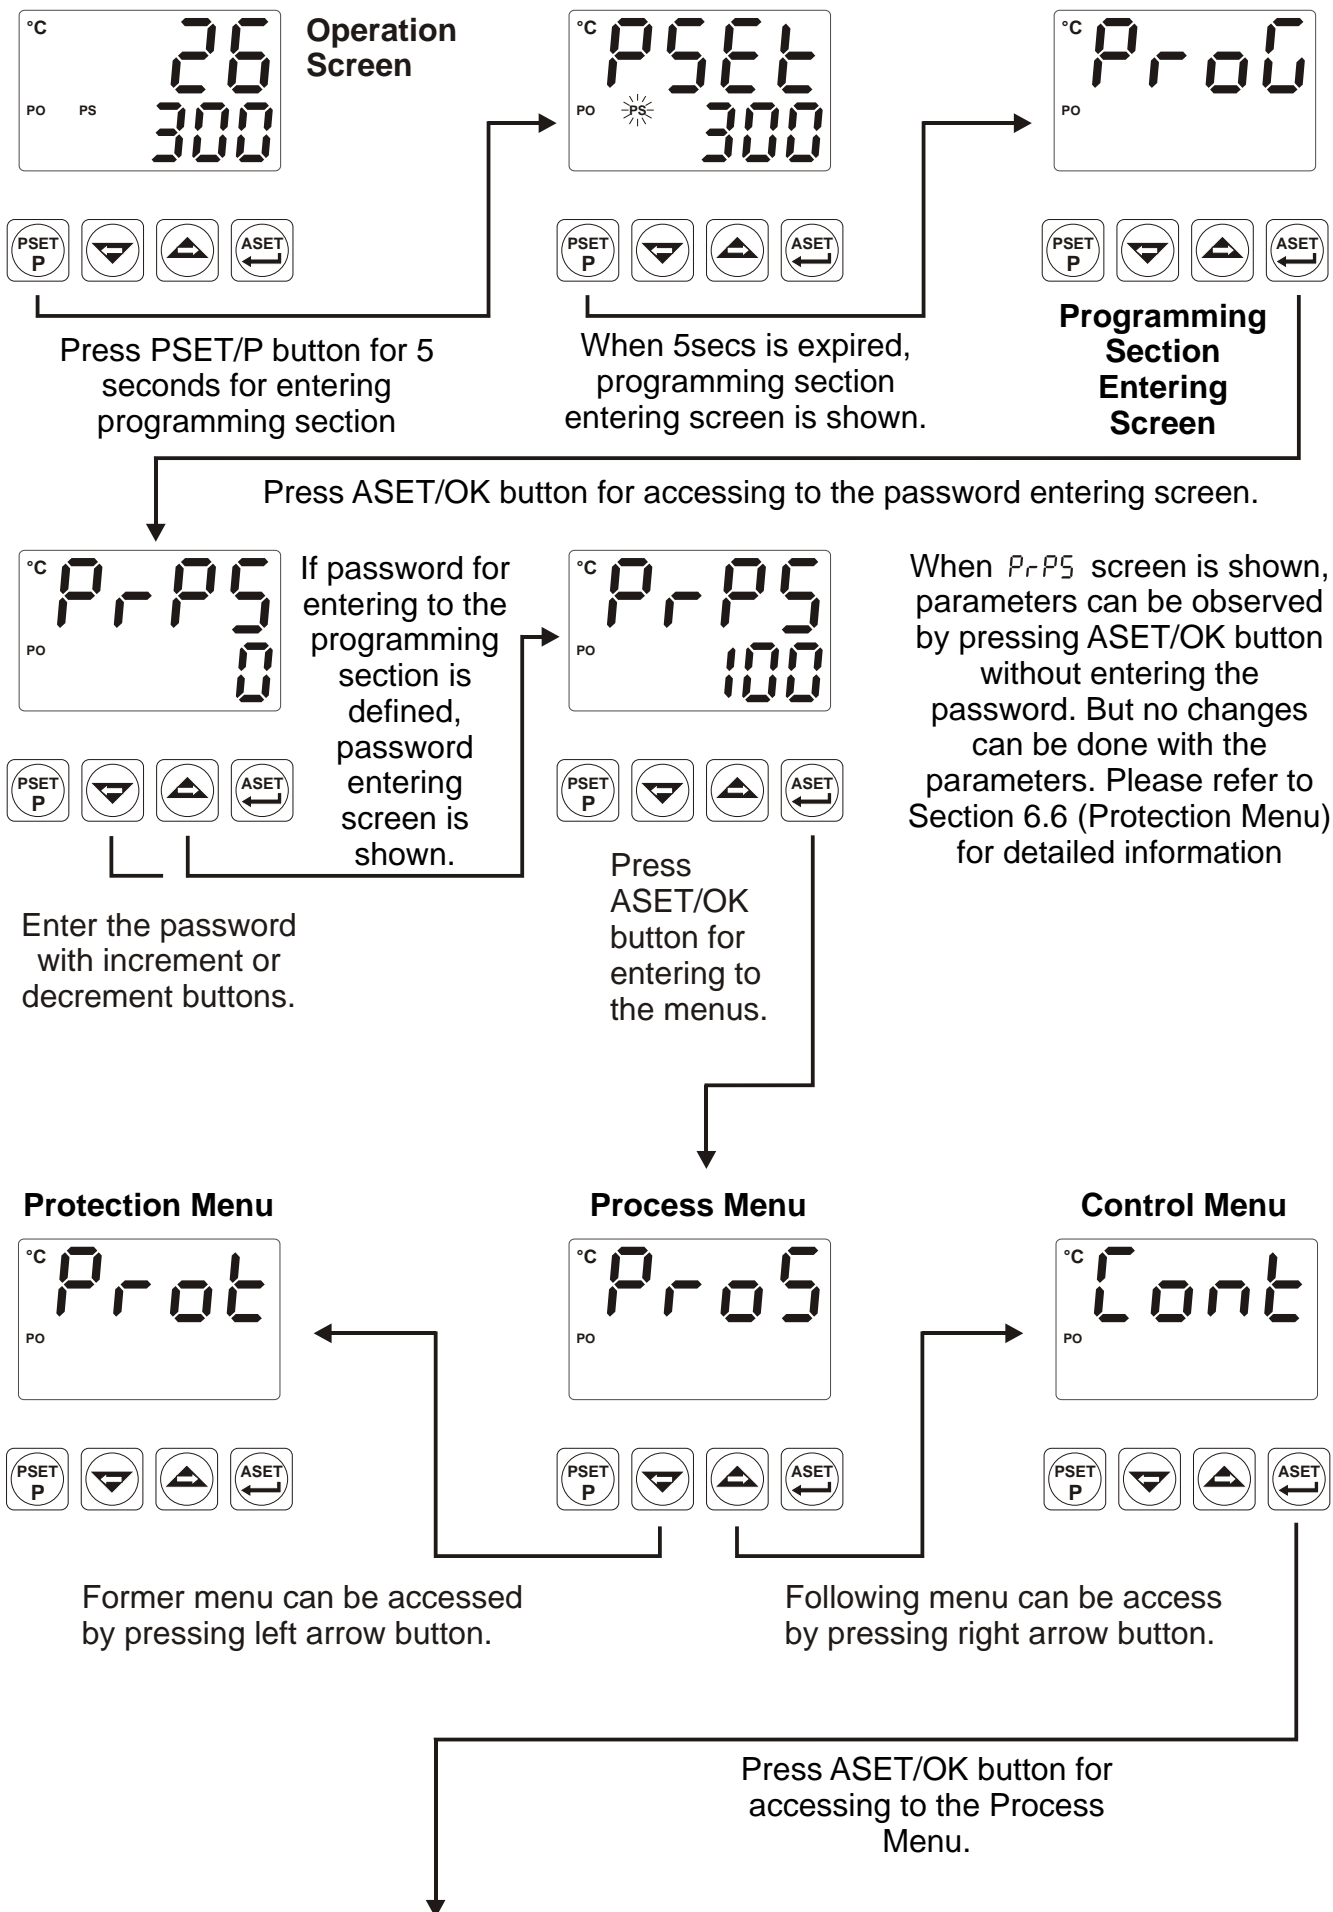 °C 26
PO PS 300
Operation
Screen
°C PSEt
PO PS 300
°C ProG
PO
PSET P ASET
PSET P ASET
PSET P ASET
Press PSET/P button for 5
seconds for entering
programming section
When 5secs is expired,
programming section
entering screen is shown.
Programming
Section
Entering
Screen
Press ASET/OK button for accessing to the password entering screen.
°C PrPS
PO 0
PSET P ASET
If password for
entering to the
programming
section is
defined,
password
entering
screen is
shown.
°C PrPS
PO 100
PSET P ASET
When PrPS screen is shown,
parameters can be observed
by pressing ASET/OK button
without entering the
password. But no changes
can be done with the
parameters. Please refer to
Section 6.6 (Protection Menu)
for detailed information
Enter the password
with increment or
decrement buttons.
Press
ASET/OK
button for
entering to
the menus.
Protection Menu
°C Prot
PO
PSET P ASET
Process Menu
°C ProS
PO
PSET P ASET
Control Menu
°C Cont
PO
PSET P ASET
Former menu can be accessed
by pressing left arrow button.
Following menu can be access
by pressing right arrow button.
Press ASET/OK button for
accessing to the Process
Menu.